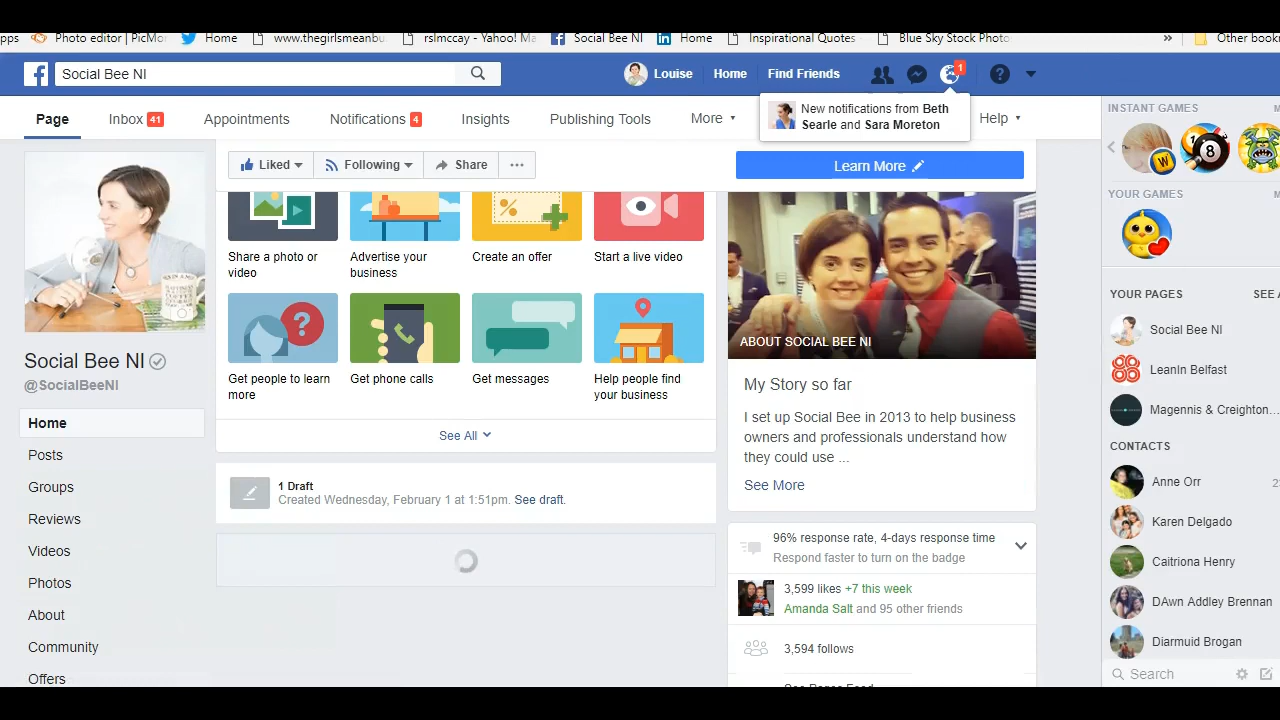 pps Photo editor | PicMo Home www.thegirlsmeanbu rslmccay - Yahoo! Ma Social Bee NI Home Inspirational Quotes Blue Sky Stock Photo » Other book
Social Bee NI Louise Home Find Friends 1
New notifications from Beth
Searle and Sara Moreton
Page Inbox 41 Appointments Notifications 4 Insights Publishing Tools More Help
Liked Following Share ... Learn More
Share a photo or
video
Advertise your
business
Create an offer
Start a live video
Get people to learn
more
Get phone calls
Get messages
Help people find
your business
See All
1 Draft
Created Wednesday, February 1 at 1:51pm. See draft.
Social Bee NI
@SocialBeeNI
Home
Posts
Groups
Reviews
Videos
Photos
About
Community
Offers
ABOUT SOCIAL BEE NI
My Story so far
I set up Social Bee in 2013 to help business
owners and professionals understand how
they could use ...
See More
96% response rate, 4-days response time
Respond faster to turn on the badge
3,599 likes +7 this week
Amanda Salt and 95 other friends
3,594 follows
INSTANT GAMES M
W
8
YOUR GAMES M
YOUR PAGES SEE A
Social Bee NI
LeanIn Belfast
Magennis & Creighton...
CONTACTS
Anne Orr 2
Karen Delgado
Caitriona Henry
DAwn Addley Brennan
Diarmuid Brogan
Search